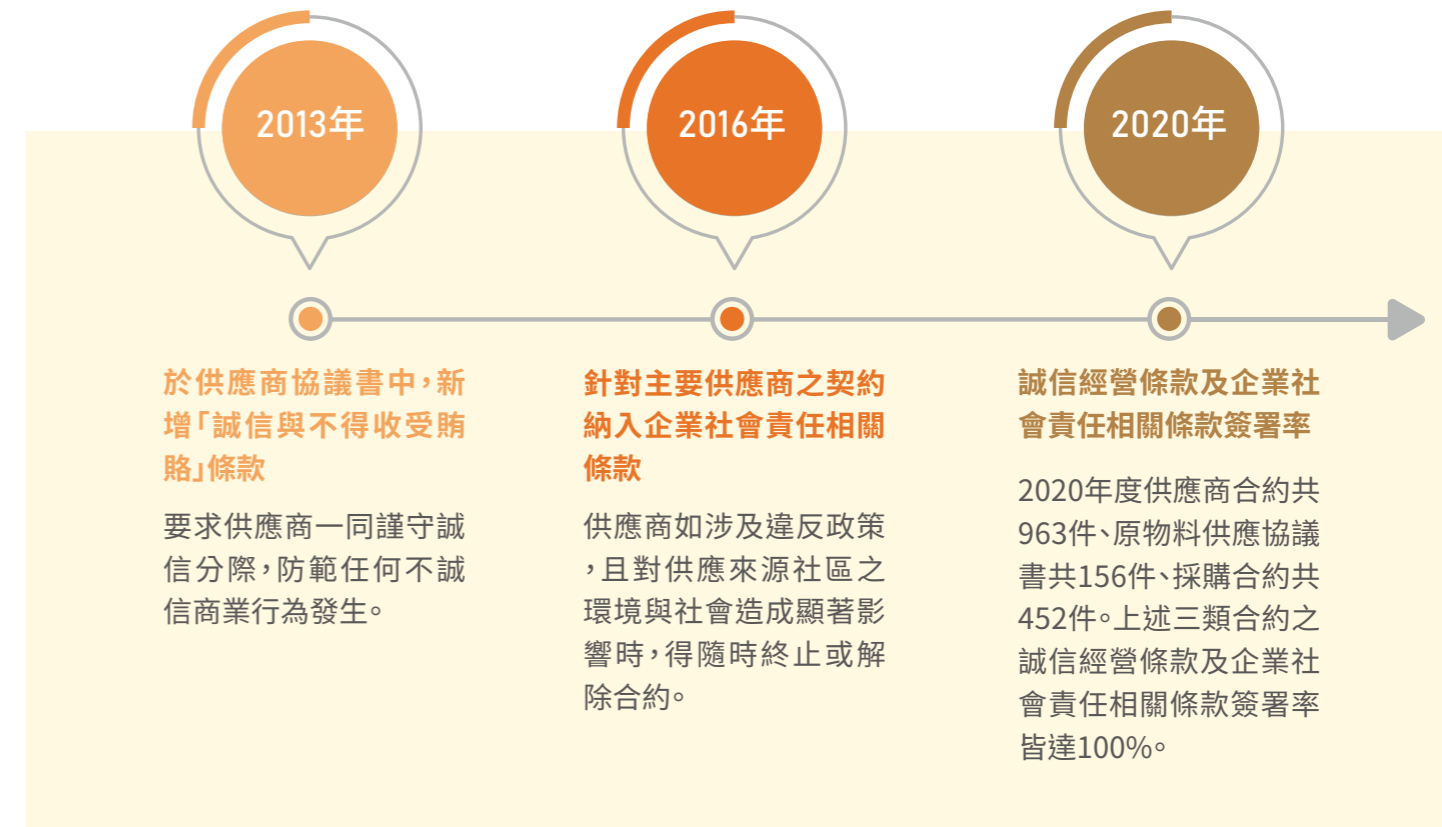 2013年
於供應商協議書中，新
增「誠信與不得收受賄
賂」條款
要求供應商一同謹守誠
信分際，防範任何不誠
信商業行為發生。
2016年
針對主要供應商之契約
納入企業社會責任相關
條款
供應商如涉及違反政策
，且對供應來源社區之
環境與社會造成顯著影
響時，得隨時終止或解
除合約。
2020年
誠信經營條款及企業社
會責任相關條款簽署率
2020年度供應商合約共
963件、原物料供應協議
書共156件、採購合約共
452件。上述三類合約之
誠信經營條款及企業社
會責任相關條款簽署率
皆達100%。